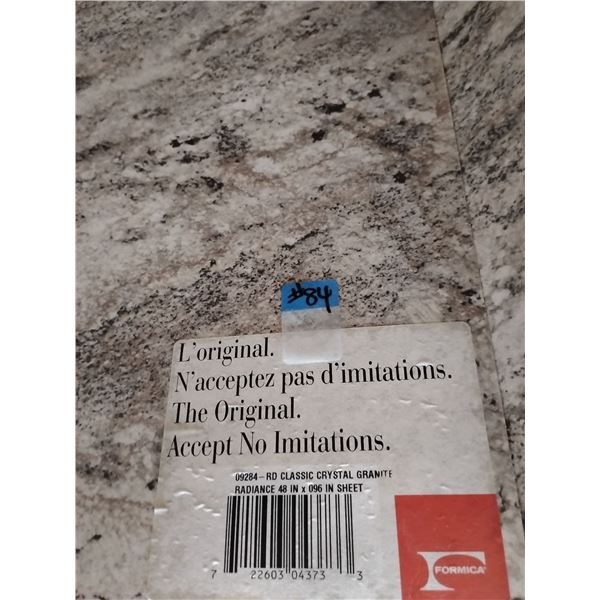 #84
L'original.
N'acceptez pas d'imitations.
The Original.
Accept No Imitations.
09284-RD CLASSIC CRYSTAL GRANITE
RADIANCE 48 IN x 096 IN SHEET
7 22603 04373 3
FORMICA®